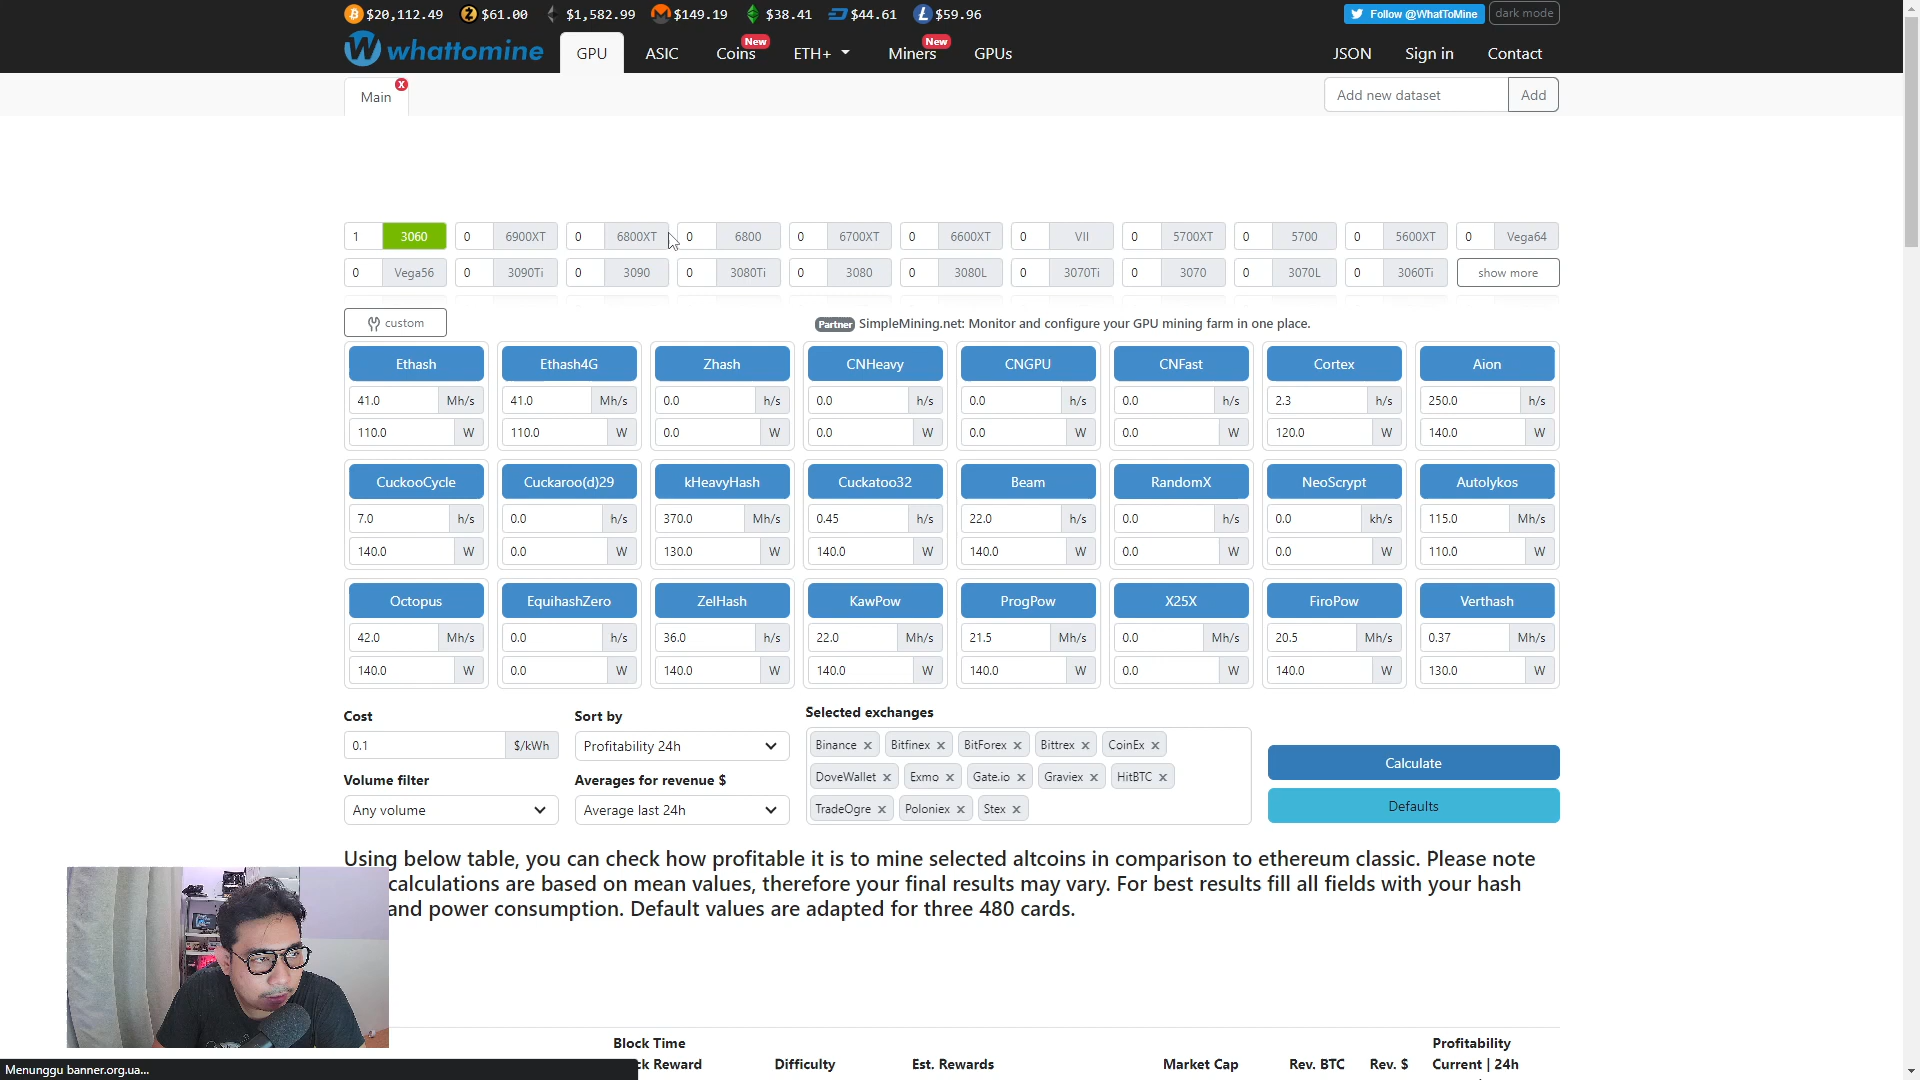 $20,112.49 $61.00 $1,582.99 $149.19 $38.41 $44.61 $59.96 Follow @WhatToMine dark mode
whattomine GPU ASIC Coins New ETH+ Miners New GPUs JSON Sign in Contact
Main x Add new dataset Add
1 3060 0 6900XT 0 6800XT 0 6800 0 6700XT 0 6600XT 0 VII 0 5700XT 0 5700 0 5600XT 0 Vega64
0 Vega56 0 3090Ti 0 3090 0 3080Ti 0 3080 0 3080L 0 3070Ti 0 3070 0 3070L 0 3060Ti show more
custom Partner SimpleMining.net: Monitor and configure your GPU mining farm in one place.
Ethash Ethash4G Zhash CNHeavy CNGPU CNFast Cortex Aion
41.0 Mh/s 41.0 Mh/s 0.0 h/s 0.0 h/s 0.0 h/s 0.0 h/s 2.3 h/s 250.0 h/s
110.0 W 110.0 W 0.0 W 0.0 W 0.0 W 0.0 W 120.0 W 140.0 W
CuckooCycle Cuckaroo(d)29 kHeavyHash Cuckatoo32 Beam RandomX NeoScrypt Autolykos
7.0 h/s 0.0 h/s 370.0 Mh/s 0.45 h/s 22.0 h/s 0.0 h/s 0.0 kh/s 115.0 Mh/s
140.0 W 0.0 W 130.0 W 140.0 W 140.0 W 0.0 W 0.0 W 110.0 W
Octopus EquihashZero ZelHash KawPow ProgPow X25X FiroPow Verthash
42.0 Mh/s 0.0 h/s 36.0 h/s 22.0 Mh/s 21.5 Mh/s 0.0 Mh/s 20.5 Mh/s 0.37 Mh/s
140.0 W 0.0 W 140.0 W 140.0 W 140.0 W 0.0 W 140.0 W 130.0 W
Cost Sort by Selected exchanges
0.1 $/kWh Profitability 24h Binance × Bitfinex × BitForex × Bittrex × CoinEx × Calculate
Volume filter Averages for revenue $ DoveWallet × Exmo × Gate.io × Graviex × HitBTC ×
Any volume Average last 24h TradeOgre × Poloniex × Stex × Defaults
Using below table, you can check how profitable it is to mine selected altcoins in comparison to ethereum classic. Please note
calculations are based on mean values, therefore your final results may vary. For best results fill all fields with your hash
and power consumption. Default values are adapted for three 480 cards.
Block Time Profitability
ck Reward Difficulty Est. Rewards Market Cap Rev. BTC Rev. $ Current | 24h
Menunggu banner.org.ua...